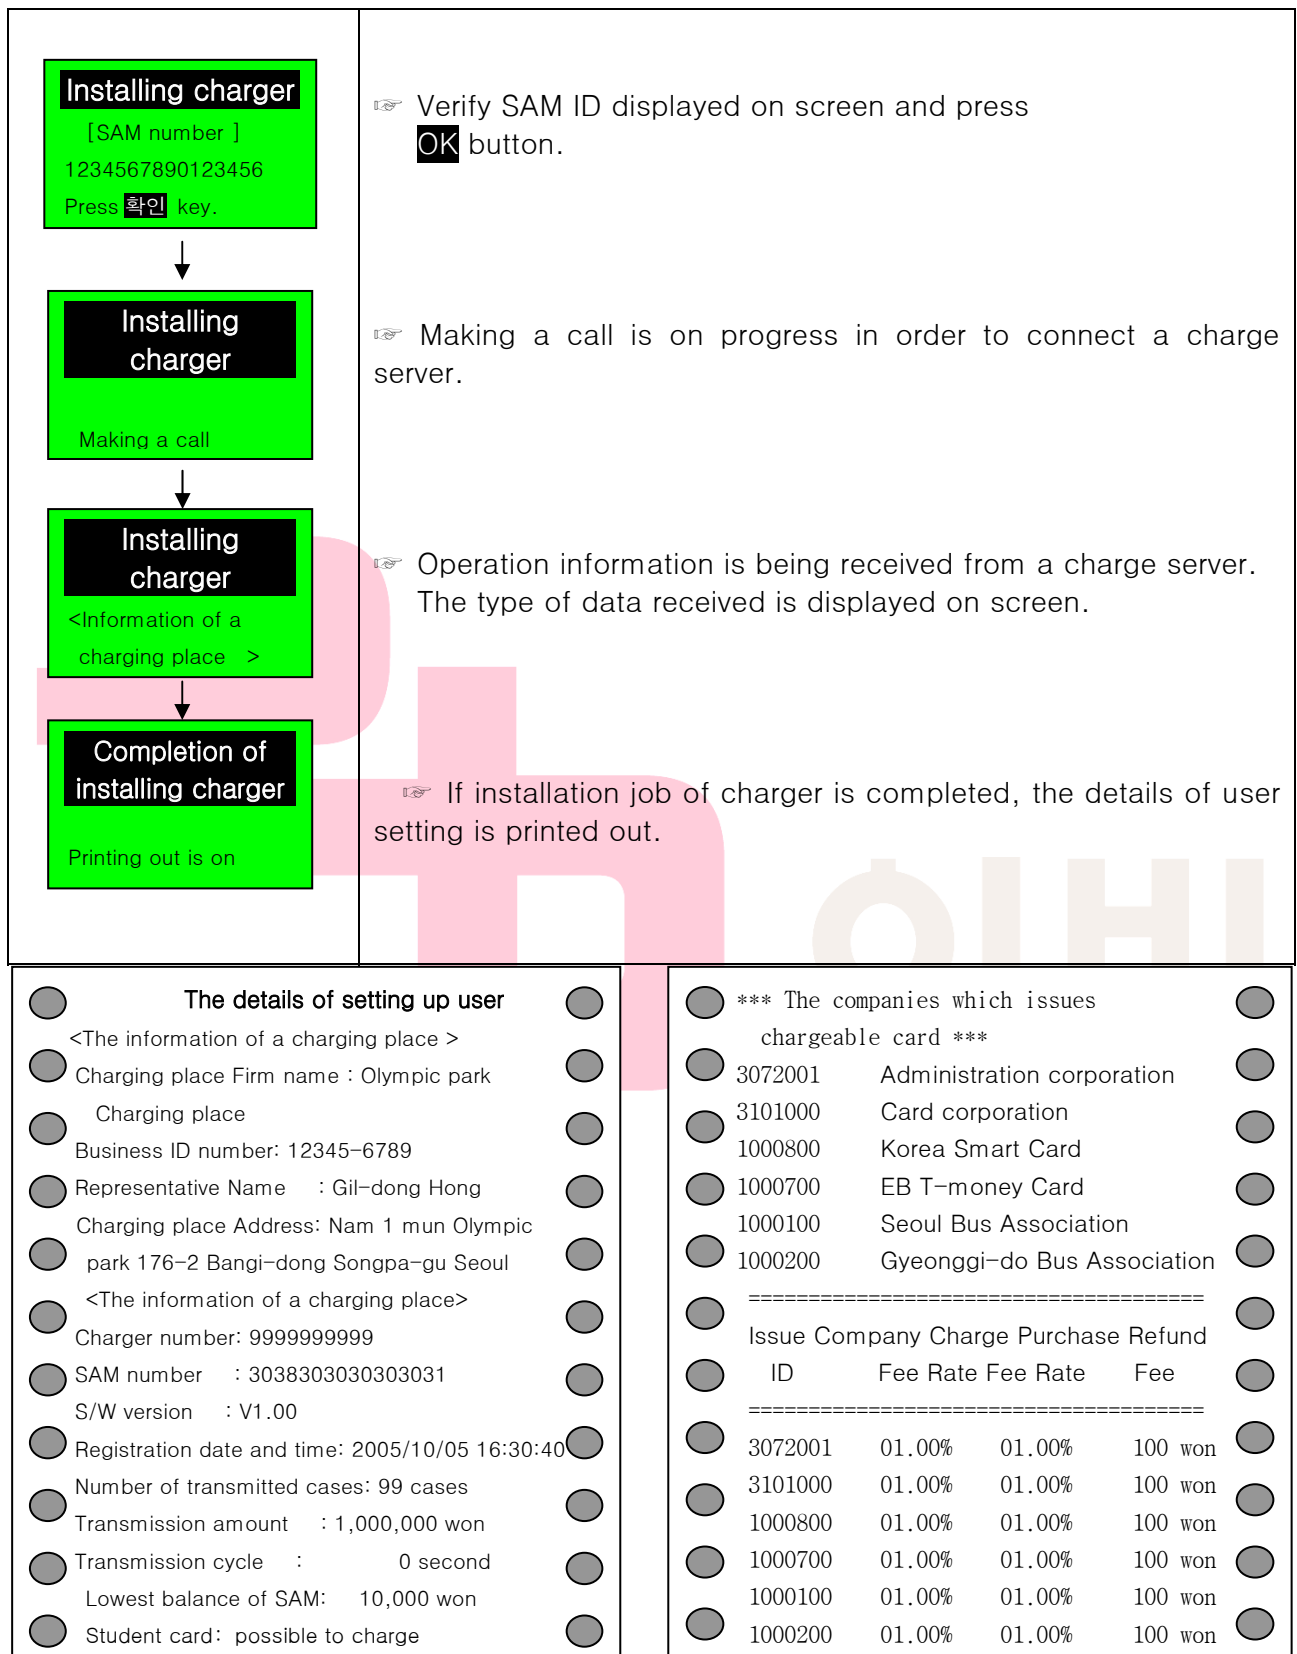 Installing charger
[SAM number ]
1234567890123456
Press 확인 key.
☞ Verify SAM ID displayed on screen and press
OK button.
Installing
charger
Making a call
☞ Making a call is on progress in order to connect a charge
server.
Installing
charger
<Information of a
charging place >
☞ Operation information is being received from a charge server.
The type of data received is displayed on screen.
Completion of
installing charger
Printing out is on
☞ If installation job of charger is completed, the details of user
setting is printed out.
The details of setting up user
<The information of a charging place >
Charging place Firm name : Olympic park
Charging place
Business ID number: 12345-6789
Representative Name : Gil-dong Hong
Charging place Address: Nam 1 mun Olympic
park 176-2 Bangi-dong Songpa-gu Seoul
<The information of a charging place>
Charger number: 9999999999
SAM number : 3038303030303031
S/W version : V1.00
Registration date and time: 2005/10/05 16:30:40
Number of transmitted cases: 99 cases
Transmission amount : 1,000,000 won
Transmission cycle : 0 second
Lowest balance of SAM: 10,000 won
Student card: possible to charge
*** The companies which issues
chargeable card ***
3072001 Administration corporation
3101000 Card corporation
1000800 Korea Smart Card
1000700 EB T-money Card
1000100 Seoul Bus Association
1000200 Gyeonggi-do Bus Association
======================================
Issue Company Charge Purchase Refund
ID Fee Rate Fee Rate Fee
======================================
3072001 01.00% 01.00% 100 won
3101000 01.00% 01.00% 100 won
1000800 01.00% 01.00% 100 won
1000700 01.00% 01.00% 100 won
1000100 01.00% 01.00% 100 won
1000200 01.00% 01.00% 100 won